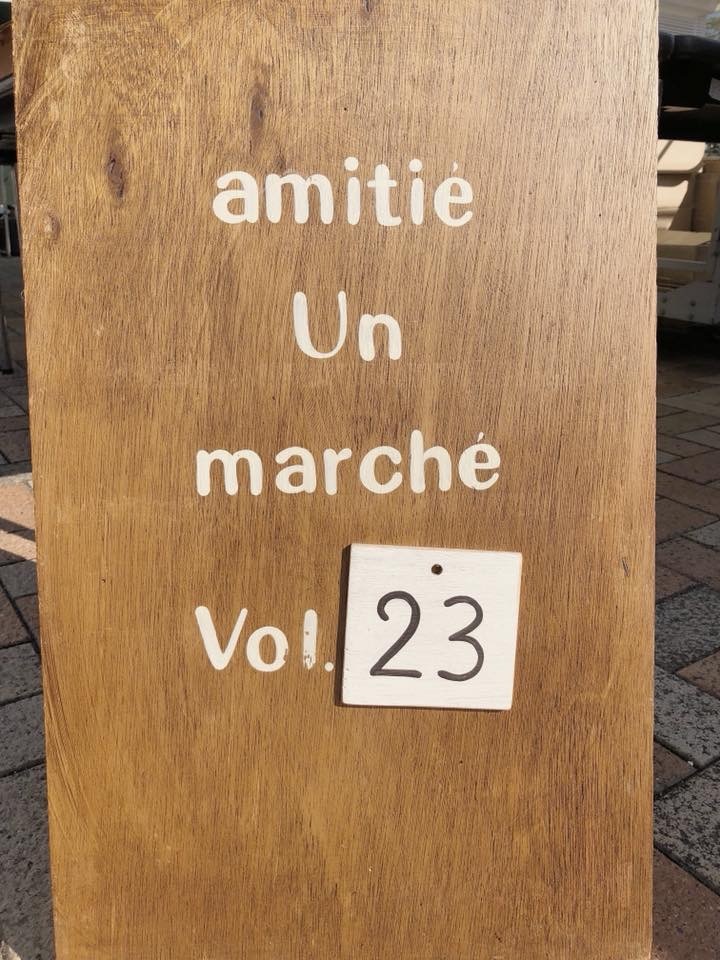 amitié
Un
marché
Vol. 23